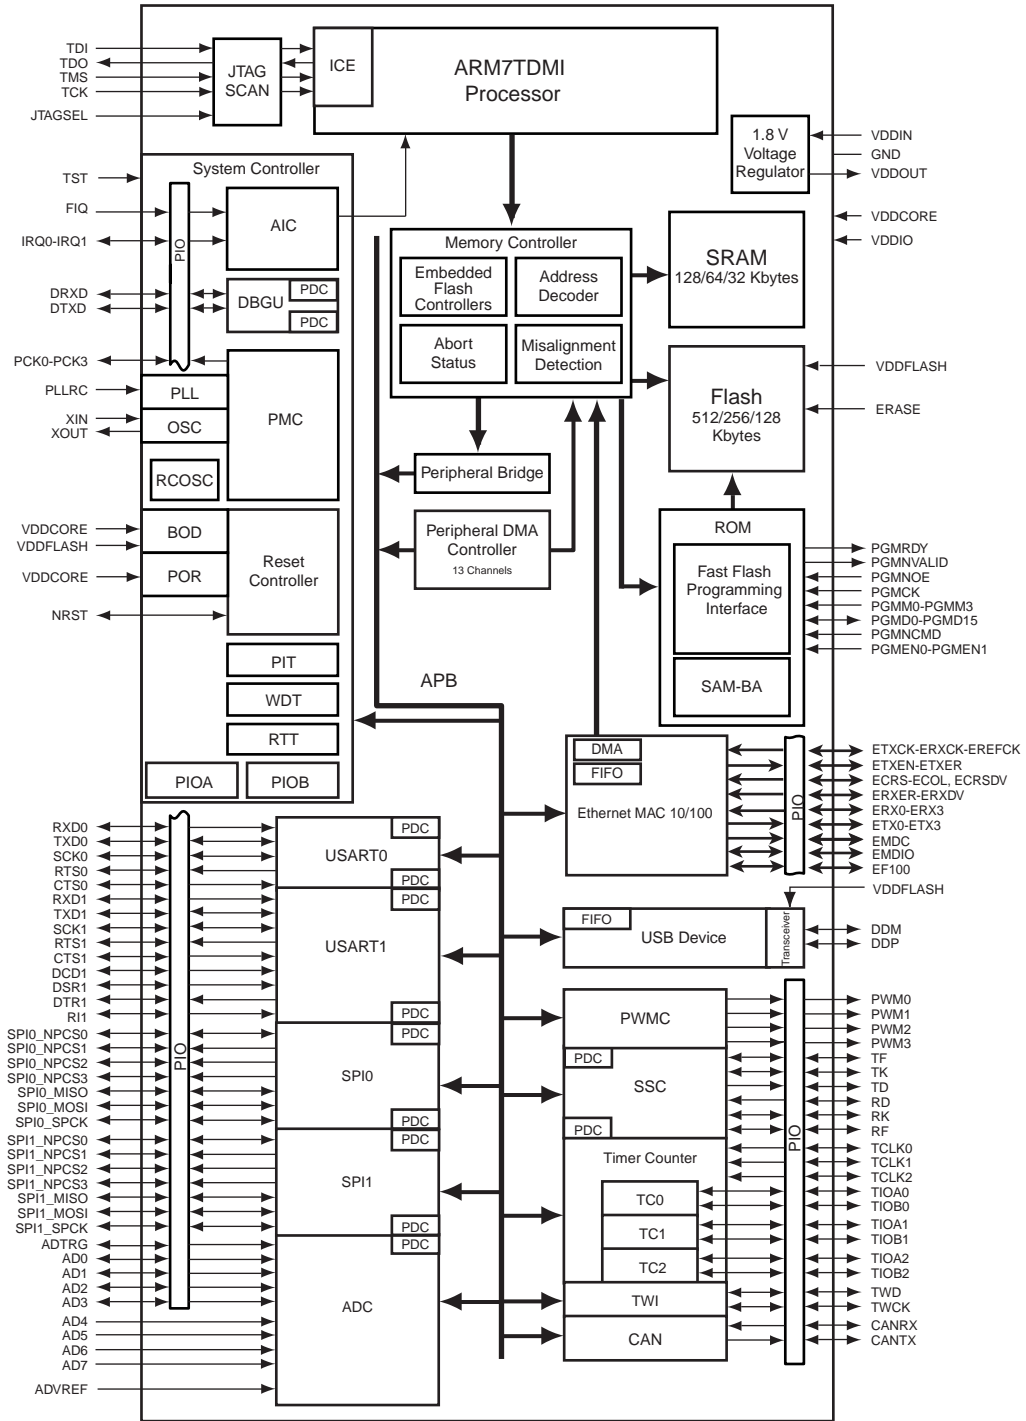 TDI
TDO
TMS
TCK
JTAGSEL
JTAG
SCAN
ICE
ARM7TDMI
Processor
1.8 V
Voltage
Regulator
VDDIN
GND
VDDOUT
VDDCORE
VDDIO
System Controller
TST
FIQ
IRQ0-IRQ1
PIO
AIC
DRXD
DTXD
DBGU
PDC
PDC
PCK0-PCK3
PLLRC
PLL
XIN
XOUT
OSC
PMC
RCOSC
VDDCORE
VDDFLASH
BOD
VDDCORE
POR
Reset
Controller
NRST
PIT
WDT
RTT
PIOA
PIOB
Memory Controller
Embedded
Flash
Controllers
Address
Decoder
Abort
Status
Misalignment
Detection
SRAM
128/64/32 Kbytes
Flash
512/256/128
Kbytes
VDDFLASH
ERASE
Peripheral Bridge
Peripheral DMA
Controller
13 Channels
ROM
Fast Flash
Programming
Interface
SAM-BA
PGMRDY
PGMNVALID
PGMNOE
PGMCK
PGMM0-PGMM3
PGMD0-PGMD15
PGMNCMD
PGMEN0-PGMEN1
APB
DMA
FIFO
Ethernet MAC 10/100
PIO
ETXCK-ERXCK-EREFCK
ETXEN-ETXER
ECRS-ECOL, ECRSDV
ERXER-ERXDV
ERX0-ERX3
ETX0-ETX3
EMDC
EMDIO
EF100
VDDFLASH
FIFO
USB Device
Transceiver
DDM
DDP
RXD0
TXD0
SCK0
RTS0
CTS0
RXD1
TXD1
SCK1
RTS1
CTS1
DCD1
DSR1
DTR1
RI1
SPI0_NPCS0
SPI0_NPCS1
SPI0_NPCS2
SPI0_NPCS3
SPI0_MISO
SPI0_MOSI
SPI0_SPCK
SPI1_NPCS0
SPI1_NPCS1
SPI1_NPCS2
SPI1_NPCS3
SPI1_MISO
SPI1_MOSI
SPI1_SPCK
ADTRG
AD0
AD1
AD2
AD3
AD4
AD5
AD6
AD7
ADVREF
PIO
PDC
USART0
PDC
PDC
USART1
PDC
PDC
SPI0
PDC
PDC
SPI1
PDC
PDC
ADC
PWMC
PDC
SSC
PDC
Timer Counter
TC0
TC1
TC2
TWI
CAN
PIO
PWM0
PWM1
PWM2
PWM3
TF
TK
TD
RD
RK
RF
TCLK0
TCLK1
TCLK2
TIOA0
TIOB0
TIOA1
TIOB1
TIOA2
TIOB2
TWD
TWCK
CANRX
CANTX